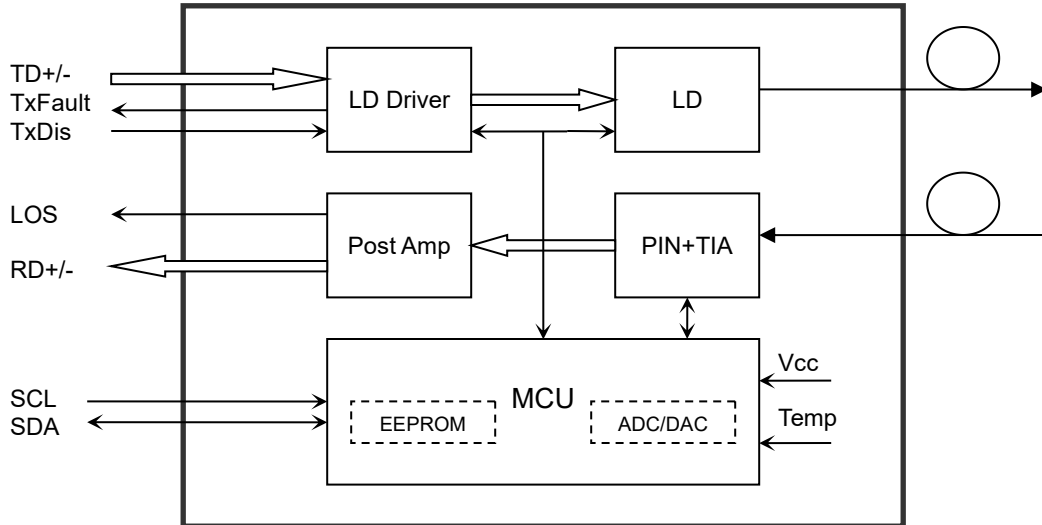 TD+/-
TxFault
TxDis
LD Driver
LD
LOS
RD+/-
Post Amp
PIN+TIA
SCL
SDA
MCU
EEPROM
ADC/DAC
Vcc
Temp